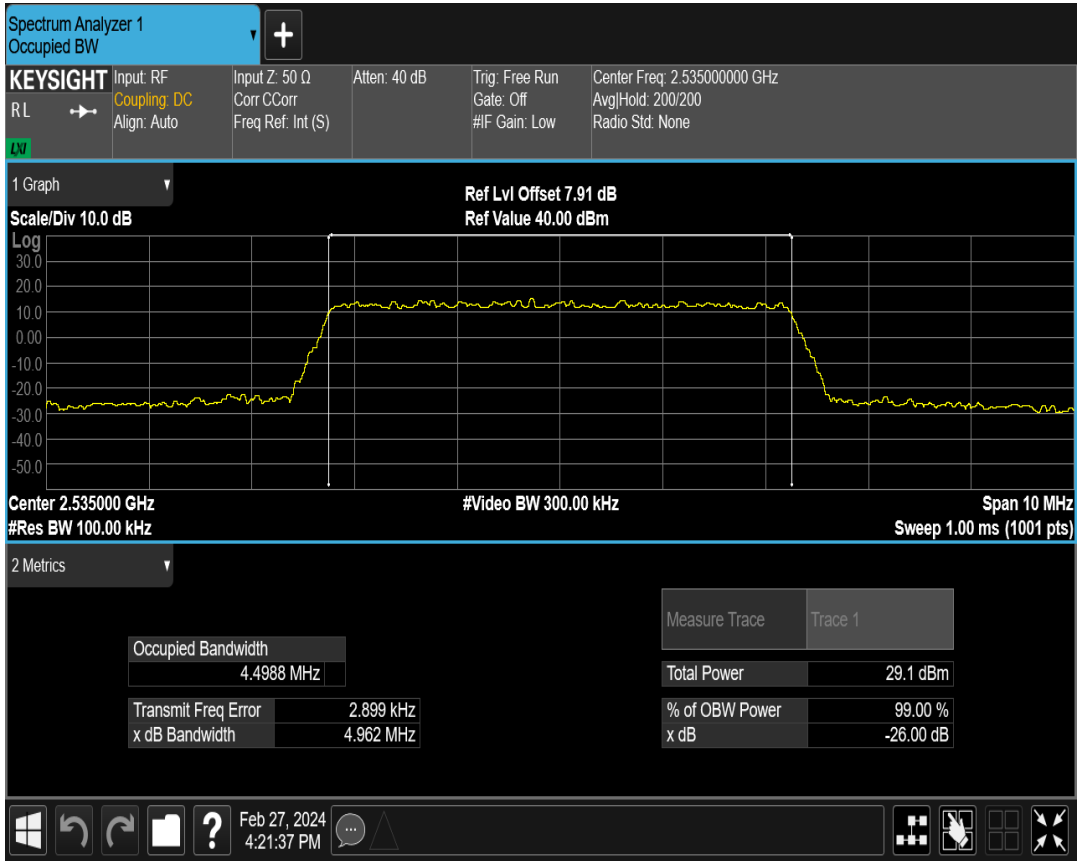 Spectrum Analyzer 1
Occupied BW
+
KEYSIGHT
RL
LXI
Input: RF
Coupling: DC
Align: Auto
Input Z: 50 Ω
Corr CCorr
Freq Ref: Int (S)
Atten: 40 dB
Trig: Free Run
Gate: Off
#IF Gain: Low
Center Freq: 2.535000000 GHz
Avg|Hold: 200/200
Radio Std: None
1 Graph
Ref Lvl Offset 7.91 dB
Scale/Div 10.0 dB
Ref Value 40.00 dBm
Log
30.0
20.0
10.0
0.00
-10.0
-20.0
-30.0
-40.0
-50.0
Center 2.535000 GHz
#Video BW 300.00 kHz
Span 10 MHz
#Res BW 100.00 kHz
Sweep 1.00 ms (1001 pts)
2 Metrics
Measure Trace
Trace 1
Occupied Bandwidth
4.4988 MHz
Total Power
29.1 dBm
Transmit Freq Error
2.899 kHz
% of OBW Power
99.00 %
x dB Bandwidth
4.962 MHz
x dB
-26.00 dB
?
Feb 27, 2024
4:21:37 PM